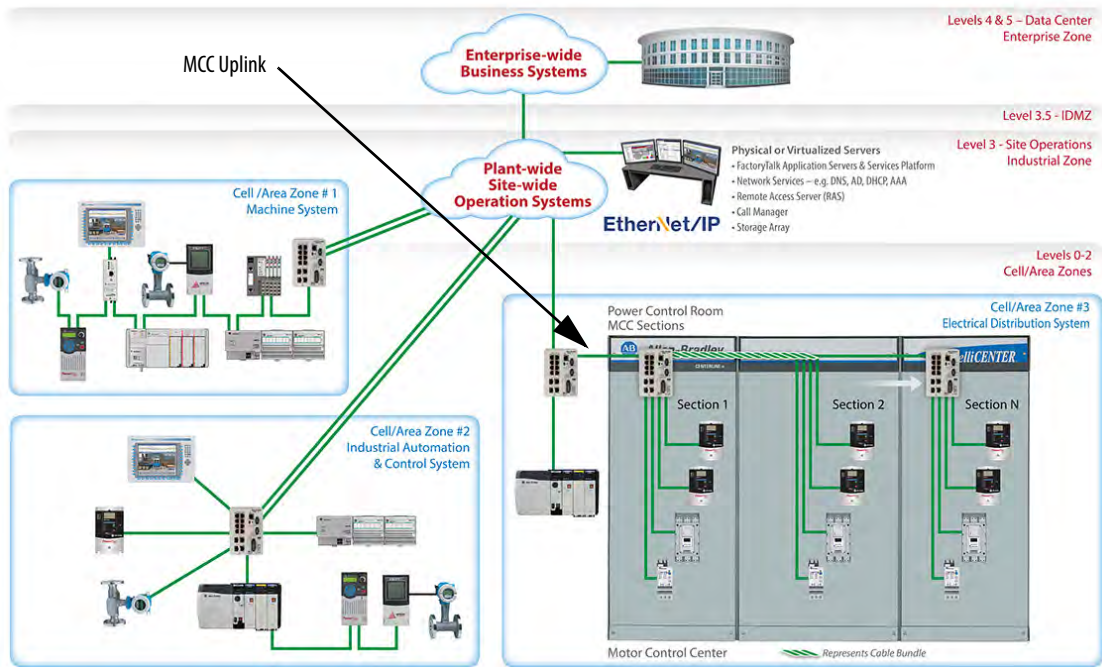 Levels 4 & 5 – Data Center
Enterprise Zone
MCC Uplink
Enterprise-wide
Business Systems
Level 3.5 - IDMZ
Level 3 - Site Operations
Industrial Zone
Plant-wide
Site-wide
Operation Systems
Physical or Virtualized Servers
• FactoryTalk Application Servers & Services Platform
• Network Services – e.g. DNS, AD, DHCP, AAA
• Remote Access Server (RAS)
• Call Manager
• Storage Array
EtherNet/IP
Cell /Area Zone # 1
Machine System
Levels 0-2
Cell/Area Zones
Cell/Area Zone #3
Electrical Distribution System
Power Control Room
MCC Sections
AB Allen-Bradley
CENTERLINE
elliCENTER
Section 1
Section 2
Section N
Cell/Area Zone #2
Industrial Automation
& Control System
Motor Control Center
Represents Cable Bundle